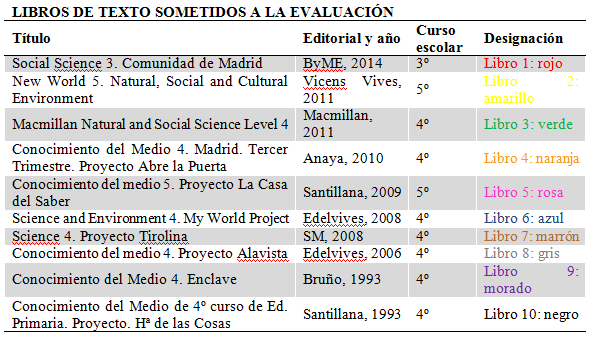 LIBROS DE TEXTO SOMETIDOS A LA EVALUACIÓN
Título Editorial y año Curso escolar Designación
Social Science 3. Comunidad de Madrid ByME, 2014 3º Libro 1: rojo
New World 5. Natural, Social and Cultural Environment Vicens Vives, 2011 5º Libro 2: amarillo
Macmillan Natural and Social Science Level 4 Macmillan, 2011 4º Libro 3: verde
Conocimiento del Medio 4. Madrid. Tercer Trimestre. Proyecto Abre la Puerta Anaya, 2010 4º Libro 4: naranja
Conocimiento del medio 5. Proyecto La Casa del Saber Santillana, 2009 5º Libro 5: rosa
Science and Environment 4. My World Project Edelvives, 2008 4º Libro 6: azul
Science 4. Proyecto Tirolina SM, 2008 4º Libro 7: marrón
Conocimiento del medio 4. Proyecto Alavista Edelvives, 2006 4º Libro 8: gris
Conocimiento del Medio 4. Enclave Bruño, 1993 4º Libro 9: morado
Conocimiento del Medio de 4º curso de Ed. Primaria. Proyecto. Hª de las Cosas Santillana, 1993 4º Libro 10: negro